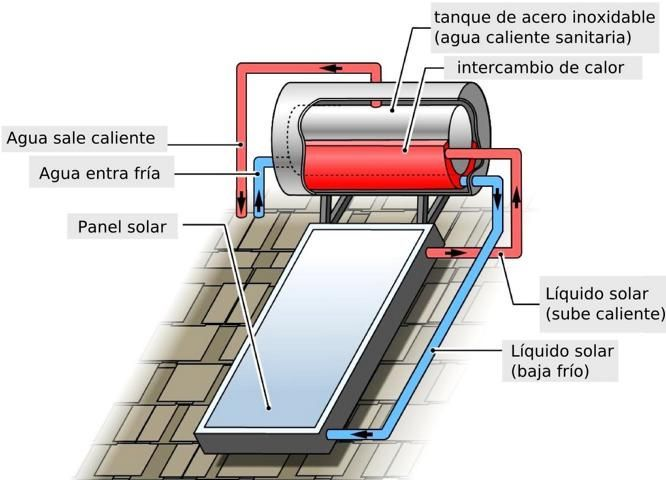 tanque de acero inoxidable
(agua caliente sanitaria)
intercambio de calor
Agua sale caliente
Agua entra fría
Panel solar
Líquido solar
(sube caliente)
Líquido solar
(baja frío)